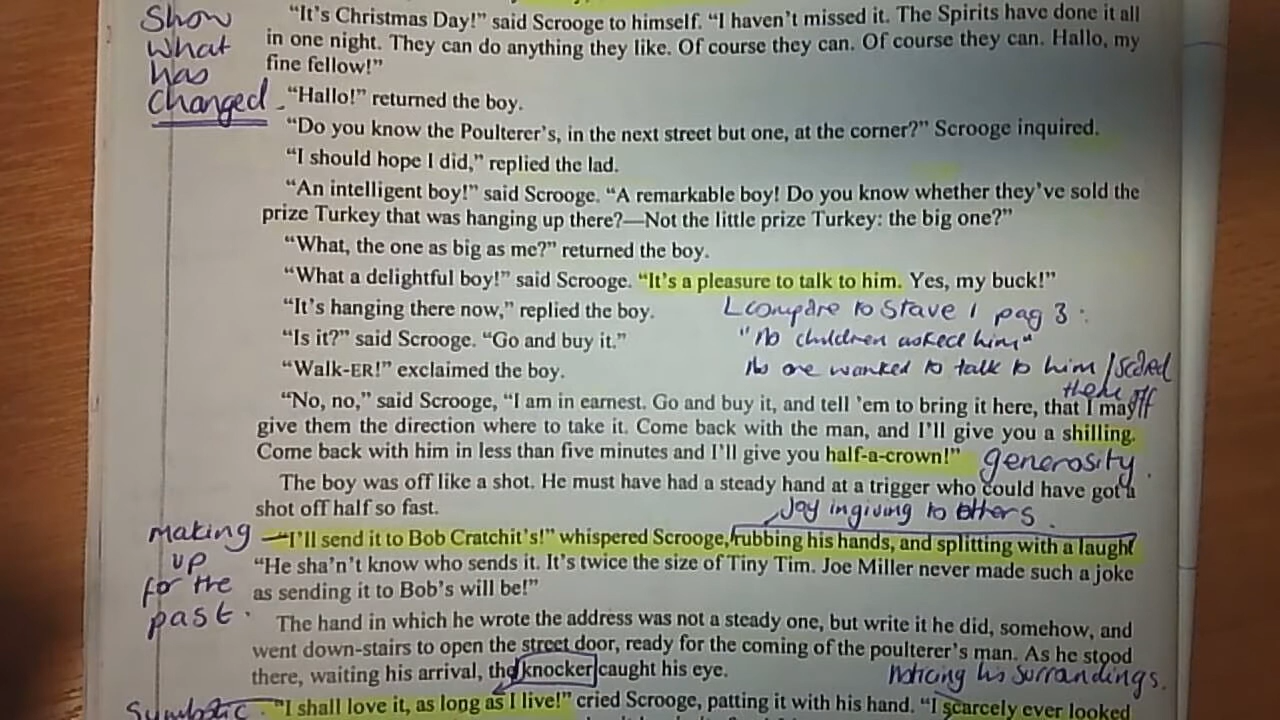 Show
what
has
changed
"It's Christmas Day!" said Scrooge to himself. "I haven't missed it. The Spirits have done it all
in one night. They can do anything they like. Of course they can. Of course they can. Hallo, my
fine fellow!"
"Hallo!" returned the boy.
"Do you know the Poulterer's, in the next street but one, at the corner?" Scrooge inquired.
"I should hope I did," replied the lad.
"An intelligent boy!" said Scrooge. "A remarkable boy! Do you know whether they've sold the
prize Turkey that was hanging up there?—Not the little prize Turkey: the big one?"
"What, the one as big as me?" returned the boy.
"What a delightful boy!" said Scrooge. "It's a pleasure to talk to him. Yes, my buck!"
"It's hanging there now," replied the boy.
compare to Stave 1 pag 3:
"Is it?" said Scrooge. "Go and buy it."
"no children asked him"
"Walk-ER!" exclaimed the boy.
No one wanted to talk to him / scared
them off
"No, no," said Scrooge, "I am in earnest. Go and buy it, and tell 'em to bring it here, that I may
give them the direction where to take it. Come back with the man, and I'll give you a shilling.
Come back with him in less than five minutes and I'll give you half-a-crown!"
generosity.
The boy was off like a shot. He must have had a steady hand at a trigger who could have got a
shot off half so fast.
Joy in giving to others.
making
up
for the
past.
"I'll send it to Bob Cratchit's!" whispered Scrooge, rubbing his hands, and splitting with a laugh
"He sha'n't know who sends it. It's twice the size of Tiny Tim. Joe Miller never made such a joke
as sending it to Bob's will be!"
The hand in which he wrote the address was not a steady one, but write it he did, somehow, and
went down-stairs to open the street door, ready for the coming of the poulterer's man. As he stood
there, waiting his arrival, the knocker caught his eye.
noticing his surrandings.
"I shall love it, as long as I live!" cried Scrooge, patting it with his hand. "I scarcely ever looked